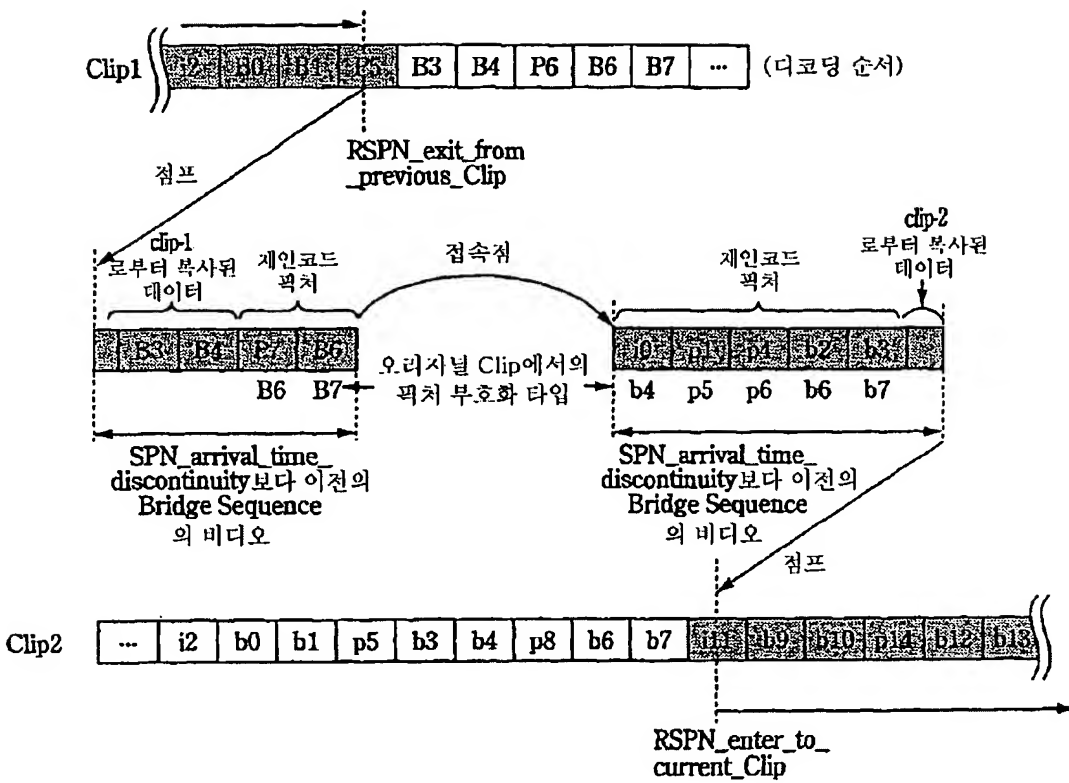 Clip1 i2 B0 B1 P5 B3 B4 P6 B6 B7 ... (디코딩 순서)
RSPN_exit_from
_previous_Clip
점프
clip-1
로부터 복사된
데이터
재인코드
픽처
접속점
재인코드
픽처
clip-2
로부터 복사된
데이터
B3 B4 P7 B6
B6 B7
오리지널 Clip에서의
픽처 부호화 타입
i0 p1 p4 b2 b3
b4 p5 p6 b6 b7
SPN_arrival_time_
discontinuity보다 이전의
Bridge Sequence
의 비디오
SPN_arrival_time_
discontinuity보다 이전의
Bridge Sequence
의 비디오
점프
Clip2 ... i2 b0 b1 p5 b3 b4 p8 b6 b7 i11 b9 b10 p14 b12 b13
RSPN_enter_to_
current_Clip